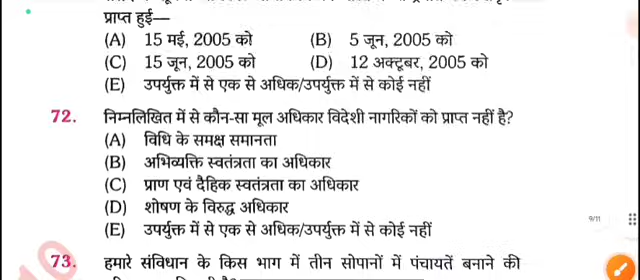 प्राप्त हुई—
(A) 15 मई, 2005 को (B) 5 जून, 2005 को
(C) 15 जून, 2005 को (D) 12 अक्टूबर, 2005 को
(E) उपर्युक्त में से एक से अधिक/उपर्युक्त में से कोई नहीं
72. निम्नलिखित में से कौन-सा मूल अधिकार विदेशी नागरिकों को प्राप्त नहीं है?
(A) विधि के समक्ष समानता
(B) अभिव्यक्ति स्वतंत्रता का अधिकार
(C) प्राण एवं दैहिक स्वतंत्रता का अधिकार
(D) शोषण के विरुद्ध अधिकार
(E) उपर्युक्त में से एक से अधिक/उपर्युक्त में से कोई नहीं
9/11
73. हमारे संविधान के किस भाग में तीन सोपानों में पंचायतें बनाने की